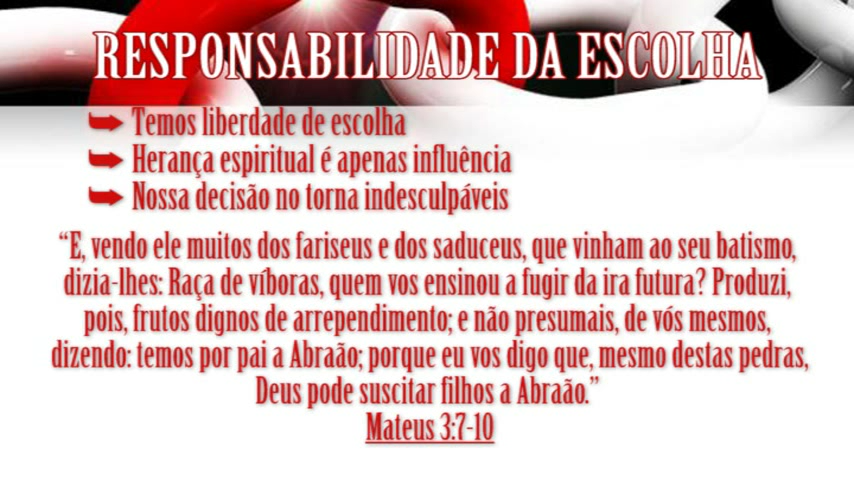 RESPONSABILIDADE DA ESCOLHA
Temos liberdade de escolha
Herança espiritual é apenas influência
Nossa decisão no torna indesculpáveis
“E, vendo ele muitos dos fariseus e dos saduceus, que vinham ao seu batismo,
dizia-lhes: Raça de víboras, quem vos ensinou a fugir da ira futura? Produzi,
pois, frutos dignos de arrependimento; e não presumais, de vós mesmos,
dizendo: temos por pai a Abraão; porque eu vos digo que, mesmo destas pedras,
Deus pode suscitar filhos a Abraão.”
Mateus 3:7-10